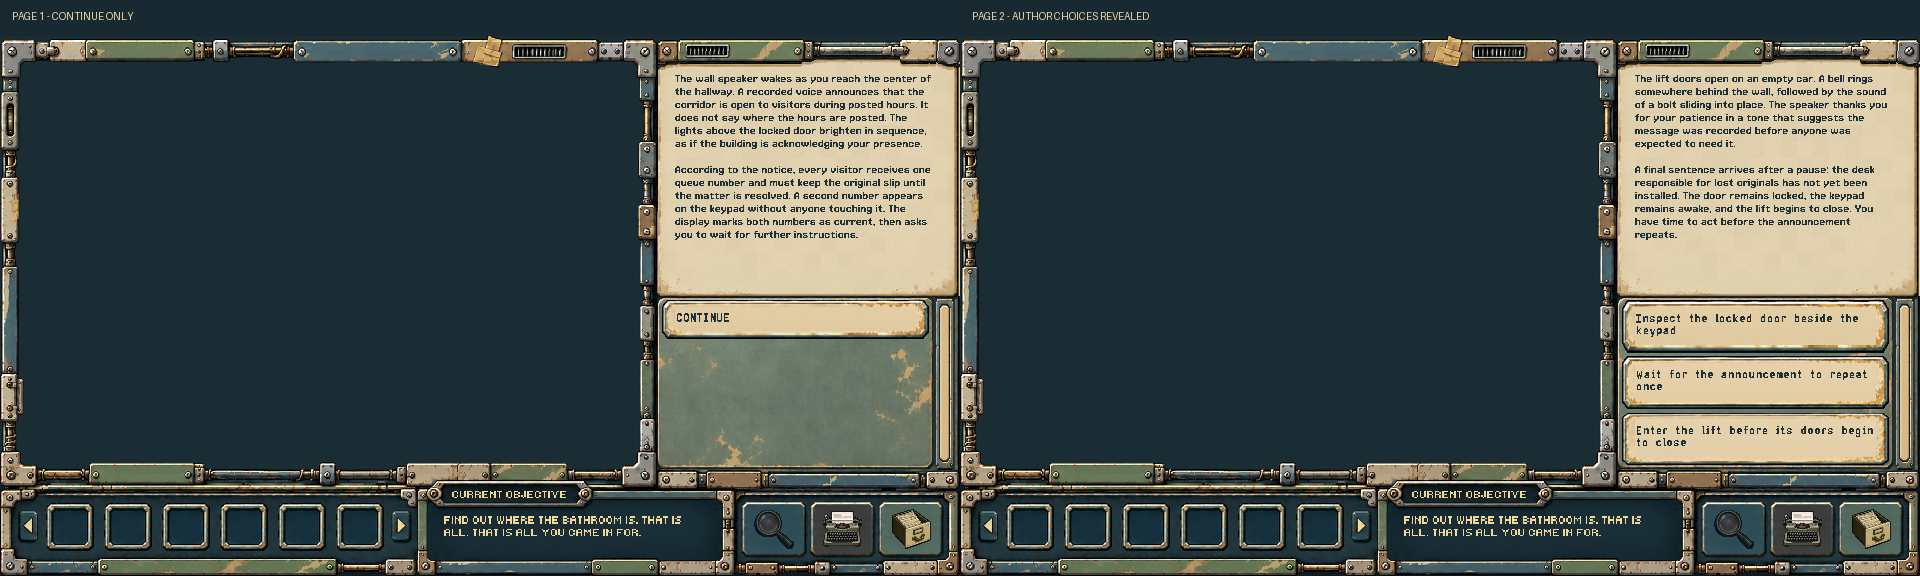 PAGE 1 - CONTINUE ONLY
The wall speaker wakes as you reach the center of
the hallway. A recorded voice announces that the
corridor is open to visitors during posted hours. It
does not say where the hours are posted. The
lights above the locked door brighten in sequence,
as if the building is acknowledging your presence.
According to the notice, every visitor receives one
queue number and must keep the original slip until
the matter is resolved. A second number appears
on the keypad without anyone touching it. The
display marks both numbers as current, then asks
you to wait for further instructions.
CONTINUE
CURRENT OBJECTIVE
FIND OUT WHERE THE BATHROOM IS. THAT IS
ALL. THAT IS ALL YOU CAME IN FOR.
PAGE 2 - AUTHOR CHOICES REVEALED
The lift doors open on an empty car. A bell rings
somewhere behind the wall, followed by the sound
of a bolt sliding into place. The speaker thanks you
for your patience in a tone that suggests the
message was recorded before anyone was
expected to need it.
A final sentence arrives after a pause: the desk
responsible for lost originals has not yet been
installed. The door remains locked, the keypad
remains awake, and the lift begins to close. You
have time to act before the announcement
repeats.
Inspect the locked door beside the
keypad
Wait for the announcement to repeat
once
Enter the lift before its doors begin
to close
CURRENT OBJECTIVE
FIND OUT WHERE THE BATHROOM IS. THAT IS
ALL. THAT IS ALL YOU CAME IN FOR.